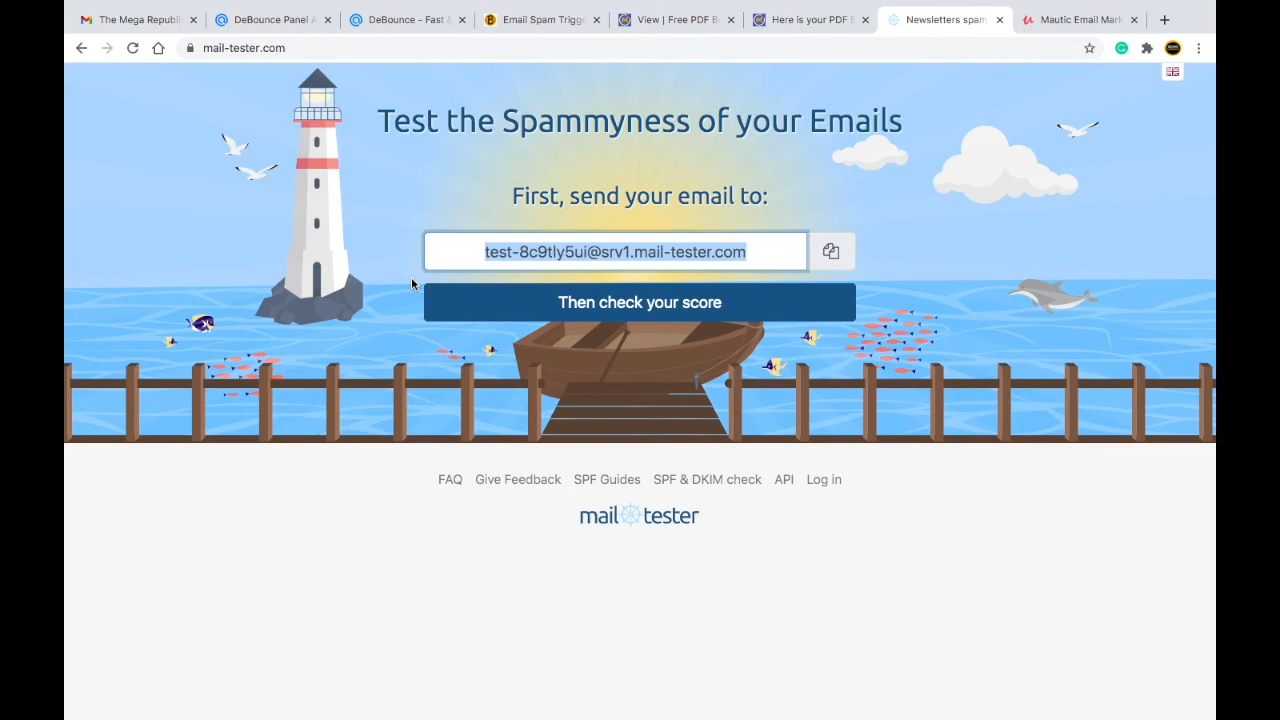 The Mega Republi
DeBounce Panel A
DeBounce - Fast &
Email Spam Trigge
View | Free PDF B
Here is your PDF B
Newsletters spam
Mautic Email Mark
mail-tester.com
Test the Spammyness of your Emails
First, send your email to:
test-8c9tly5ui@srv1.mail-tester.com
Then check your score
FAQ Give Feedback SPF Guides SPF & DKIM check API Log in
mail tester